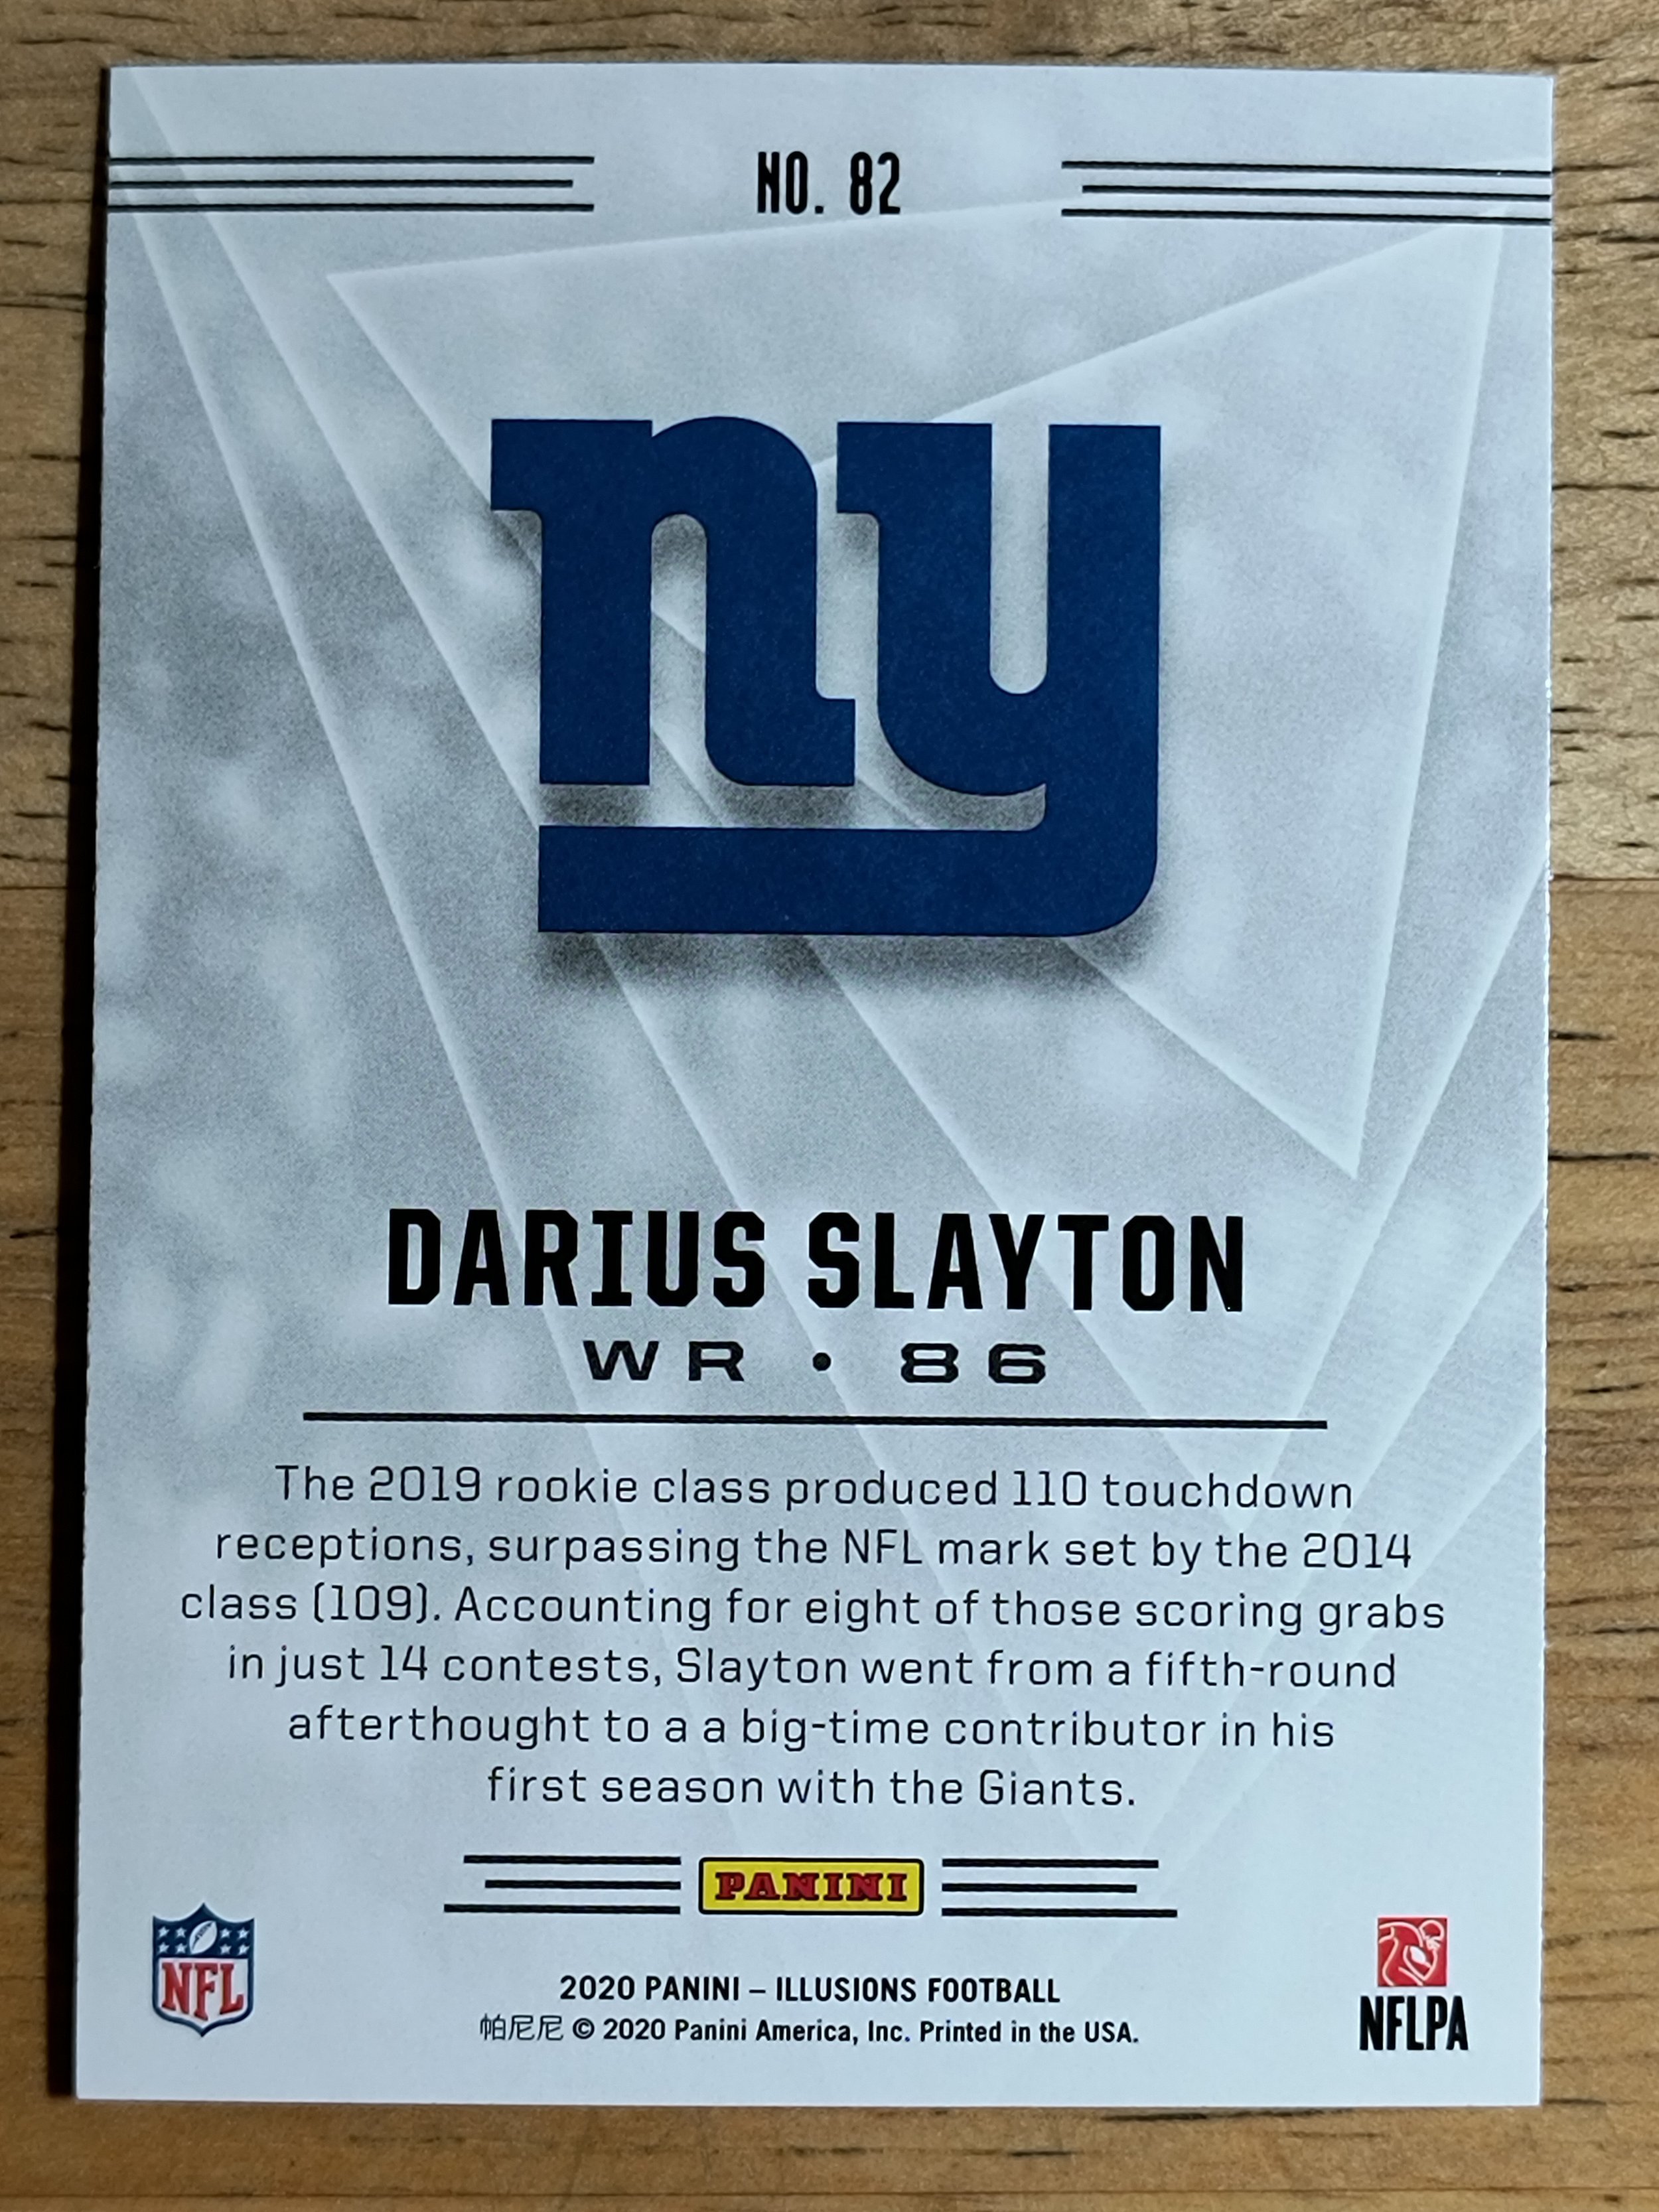 NO. 82
ny
DARIUS SLAYTON
WR • 86
The 2019 rookie class produced 110 touchdown
receptions, surpassing the NFL mark set by the 2014
class (109). Accounting for eight of those scoring grabs
in just 14 contests, Slayton went from a fifth-round
afterthought to a a big-time contributor in his
first season with the Giants.
PANINI
NFL
2020 PANINI – ILLUSIONS FOOTBALL
帕尼尼 © 2020 Panini America, Inc. Printed in the USA.
NFLPA